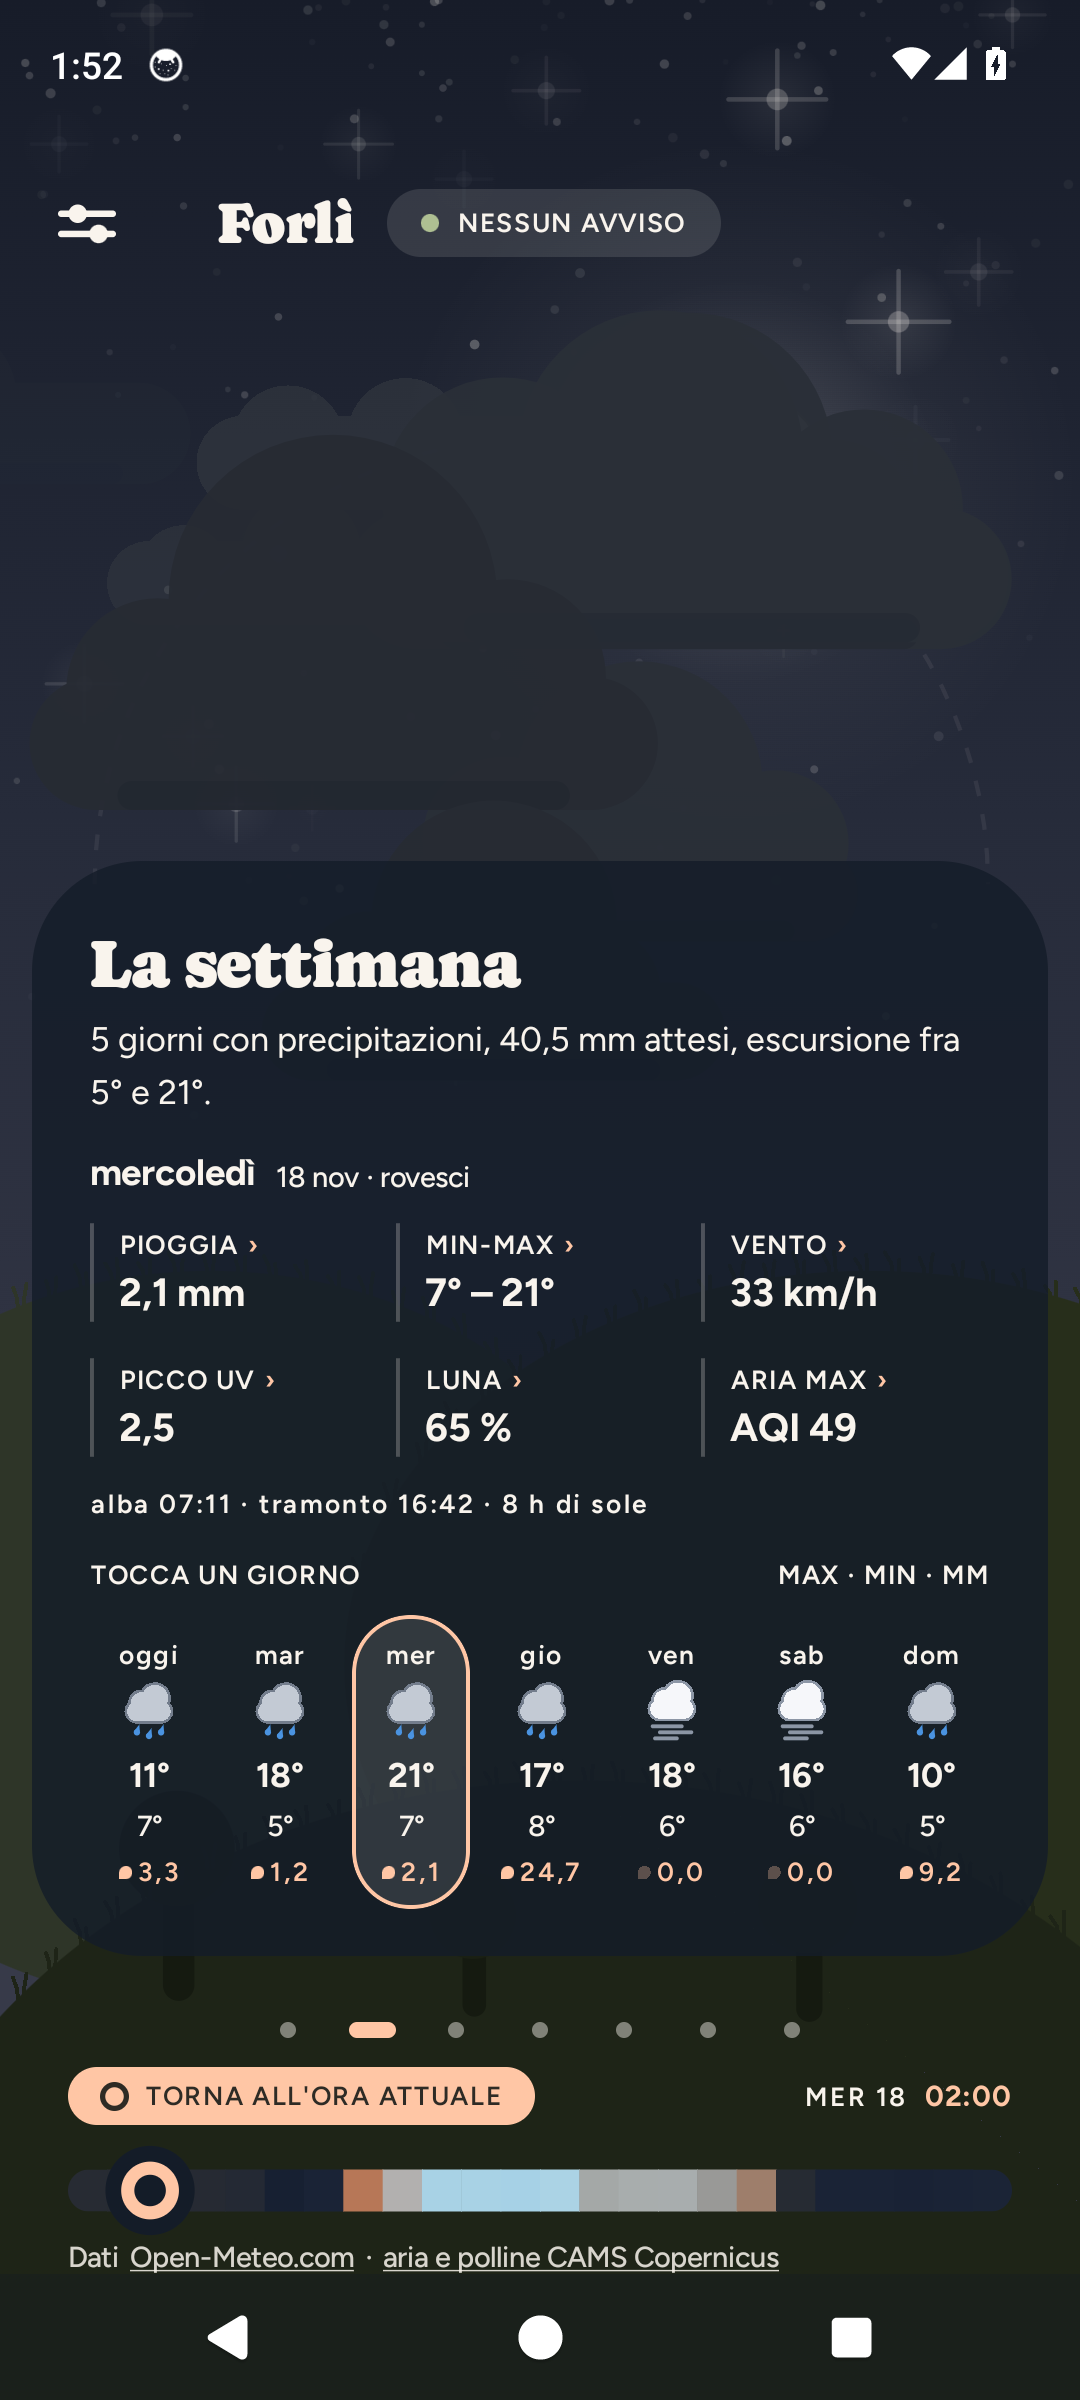 1:52
Forlì
NESSUN AVVISO
La settimana
5 giorni con precipitazioni, 40,5 mm attesi, escursione fra
5° e 21°.
mercoledì 18 nov · rovesci
PIOGGIA › MIN-MAX › VENTO ›
2,1 mm 7° – 21° 33 km/h
PICCO UV › LUNA › ARIA MAX ›
2,5 65 % AQI 49
alba 07:11 · tramonto 16:42 · 8 h di sole
TOCCA UN GIORNO MAX · MIN · MM
oggi mar mer gio ven sab dom
11° 18° 21° 17° 18° 16° 10°
7° 5° 7° 8° 6° 6° 5°
3,3 1,2 2,1 24,7 0,0 0,0 9,2
TORNA ALL'ORA ATTUALE MER 18 02:00
Dati Open-Meteo.com · aria e polline CAMS Copernicus